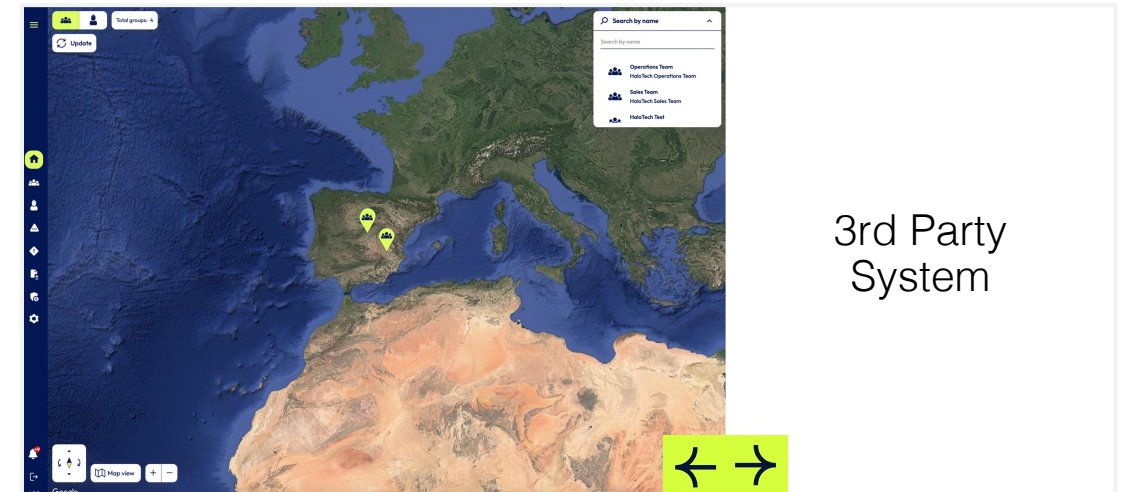 Total groups: 4
Update
Search by name
Search by name
Operations Team
HaloTech Operations Team
Sales Team
HaloTech Sales Team
HaloTech Test
3rd Party
System
Map view
Google